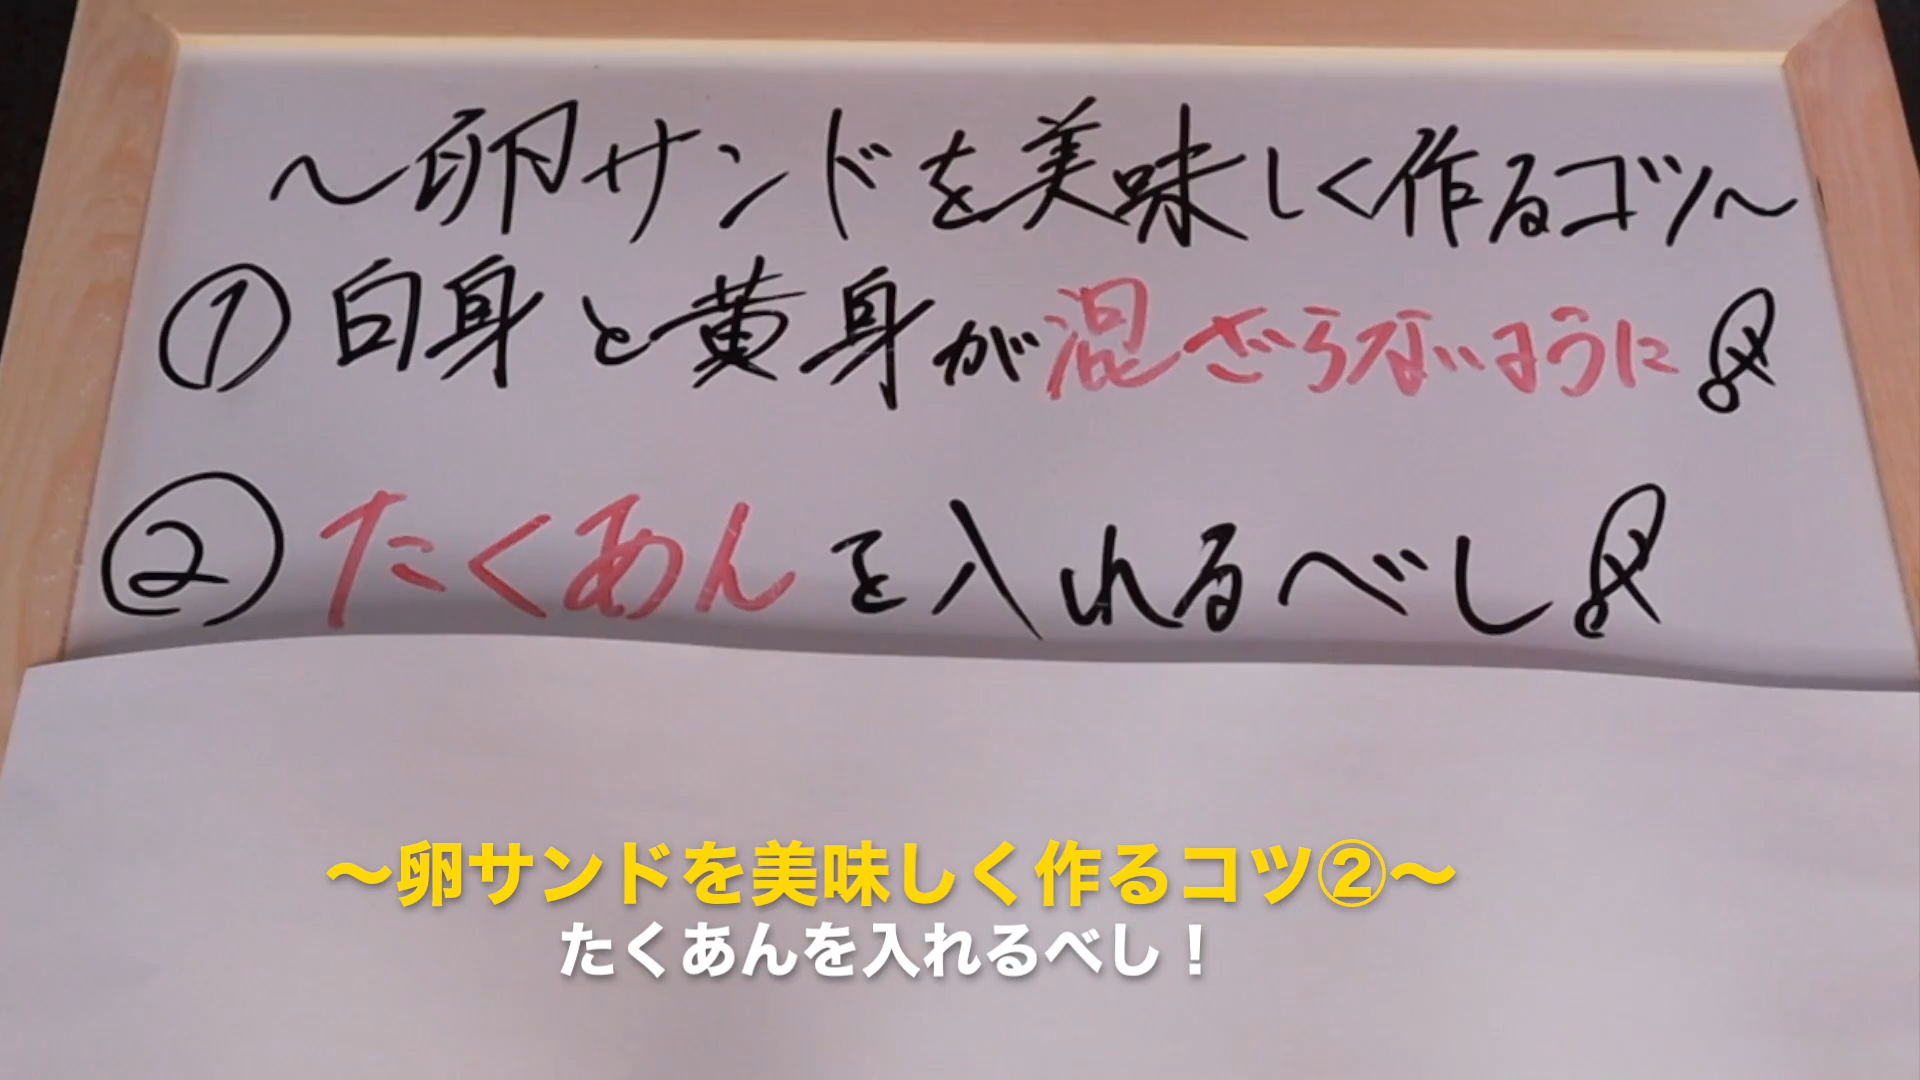 〜卵サンドを美味しく作るコツ〜
① 白身と黄身が混ざらないように!
② たくあんを入れるべし!
〜卵サンドを美味しく作るコツ②〜
たくあんを入れるべし！